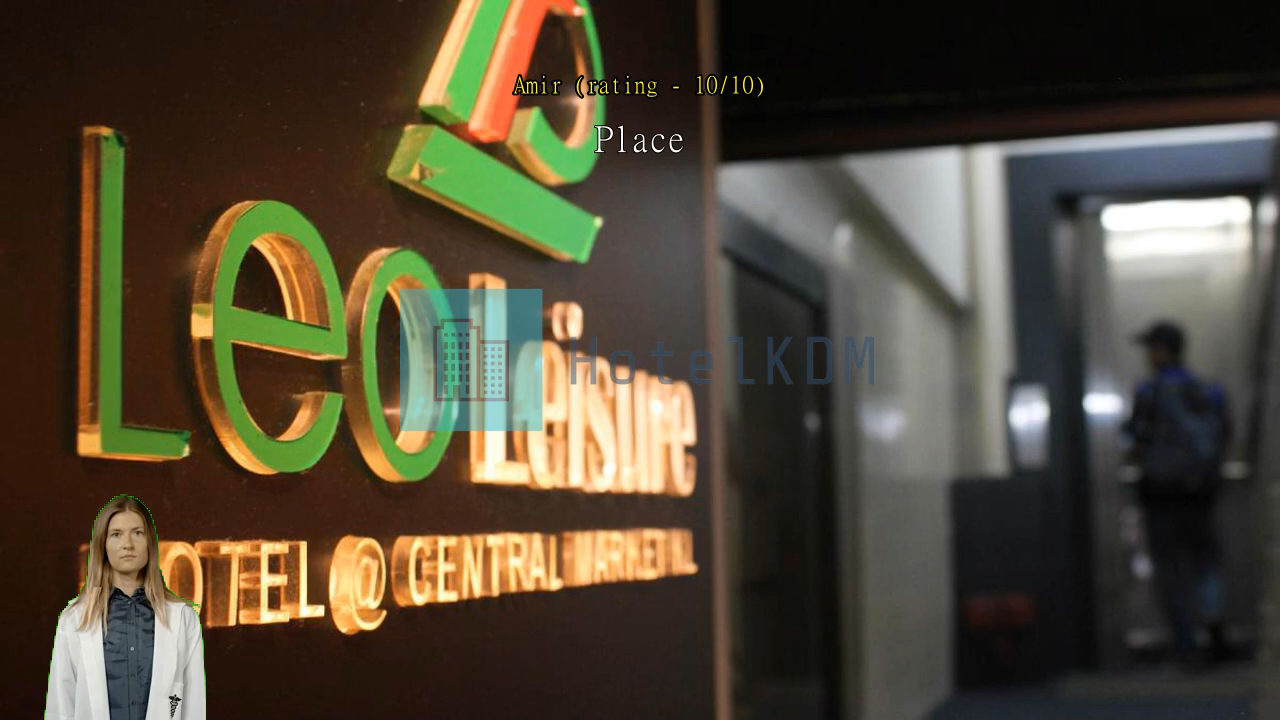 Amir (rating - 10/10)
Place
Leo
Leisure
HotelKDM
HOTEL @ CENTRAL MARKET KL